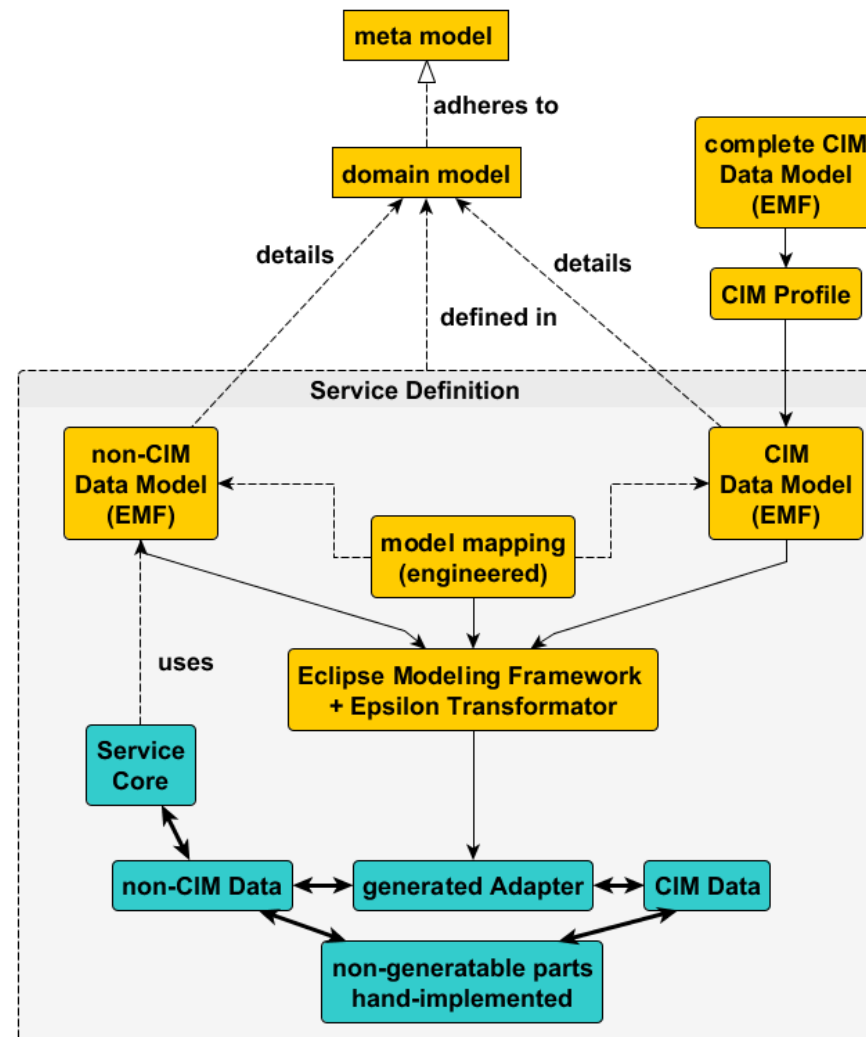 meta model
adheres to
domain model
complete CIM
Data Model
(EMF)
details
details
CIM Profile
defined in
Service Definition
non-CIM
Data Model
(EMF)
CIM
Data Model
(EMF)
model mapping
(engineered)
uses
Eclipse Modeling Framework
+ Epsilon Transformator
Service
Core
non-CIM Data
generated Adapter
CIM Data
non-generatable parts
hand-implemented